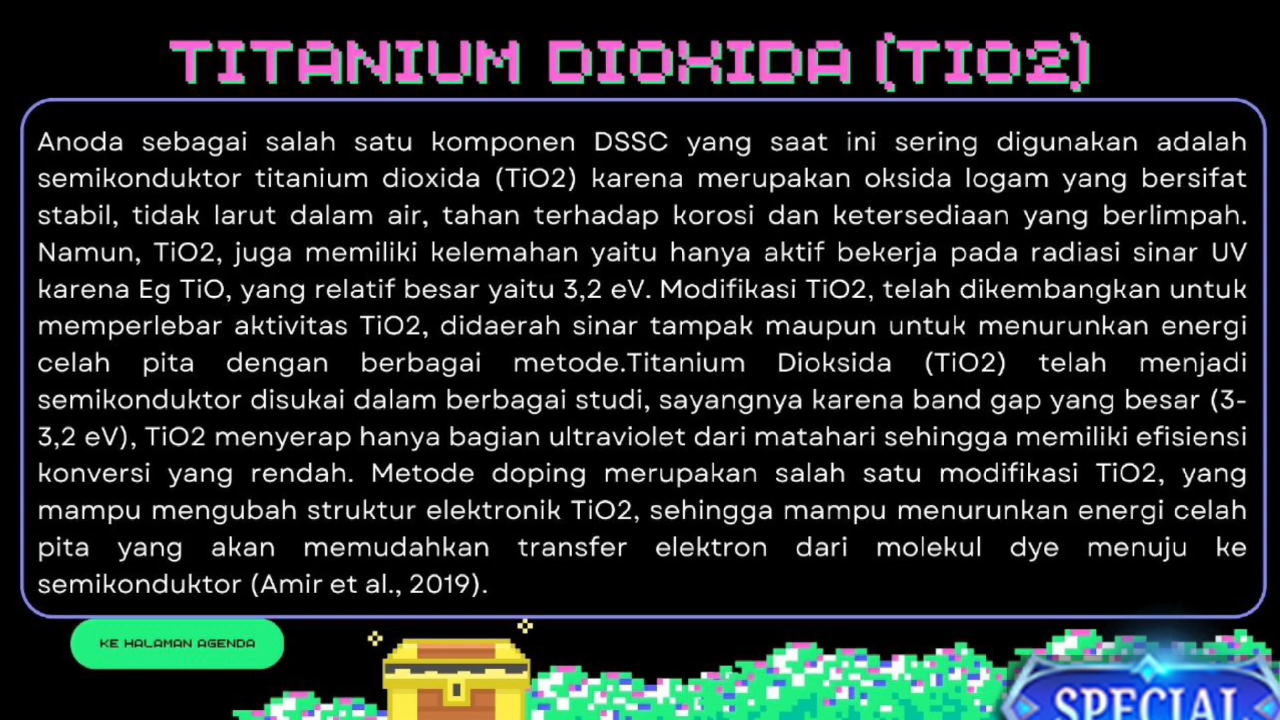 TITANIUM DIOXIDA (TIO2)
Anoda sebagai salah satu komponen DSSC yang saat ini sering digunakan adalah
semikonduktor titanium dioxida (TiO2) karena merupakan oksida logam yang bersifat
stabil, tidak larut dalam air, tahan terhadap korosi dan ketersediaan yang berlimpah.
Namun, TiO2, juga memiliki kelemahan yaitu hanya aktif bekerja pada radiasi sinar UV
karena Eg TiO, yang relatif besar yaitu 3,2 eV. Modifikasi TiO2, telah dikembangkan untuk
memperlebar aktivitas TiO2, didaerah sinar tampak maupun untuk menurunkan energi
celah pita dengan berbagai metode.Titanium Dioksida (TiO2) telah menjadi
semikonduktor disukai dalam berbagai studi, sayangnya karena band gap yang besar (3-
3,2 eV), TiO2 menyerap hanya bagian ultraviolet dari matahari sehingga memiliki efisiensi
konversi yang rendah. Metode doping merupakan salah satu modifikasi TiO2, yang
mampu mengubah struktur elektronik TiO2, sehingga mampu menurunkan energi celah
pita yang akan memudahkan transfer elektron dari molekul dye menuju ke
semikonduktor (Amir et al., 2019).
KE HALAMAN AGENDA
SPECIAL